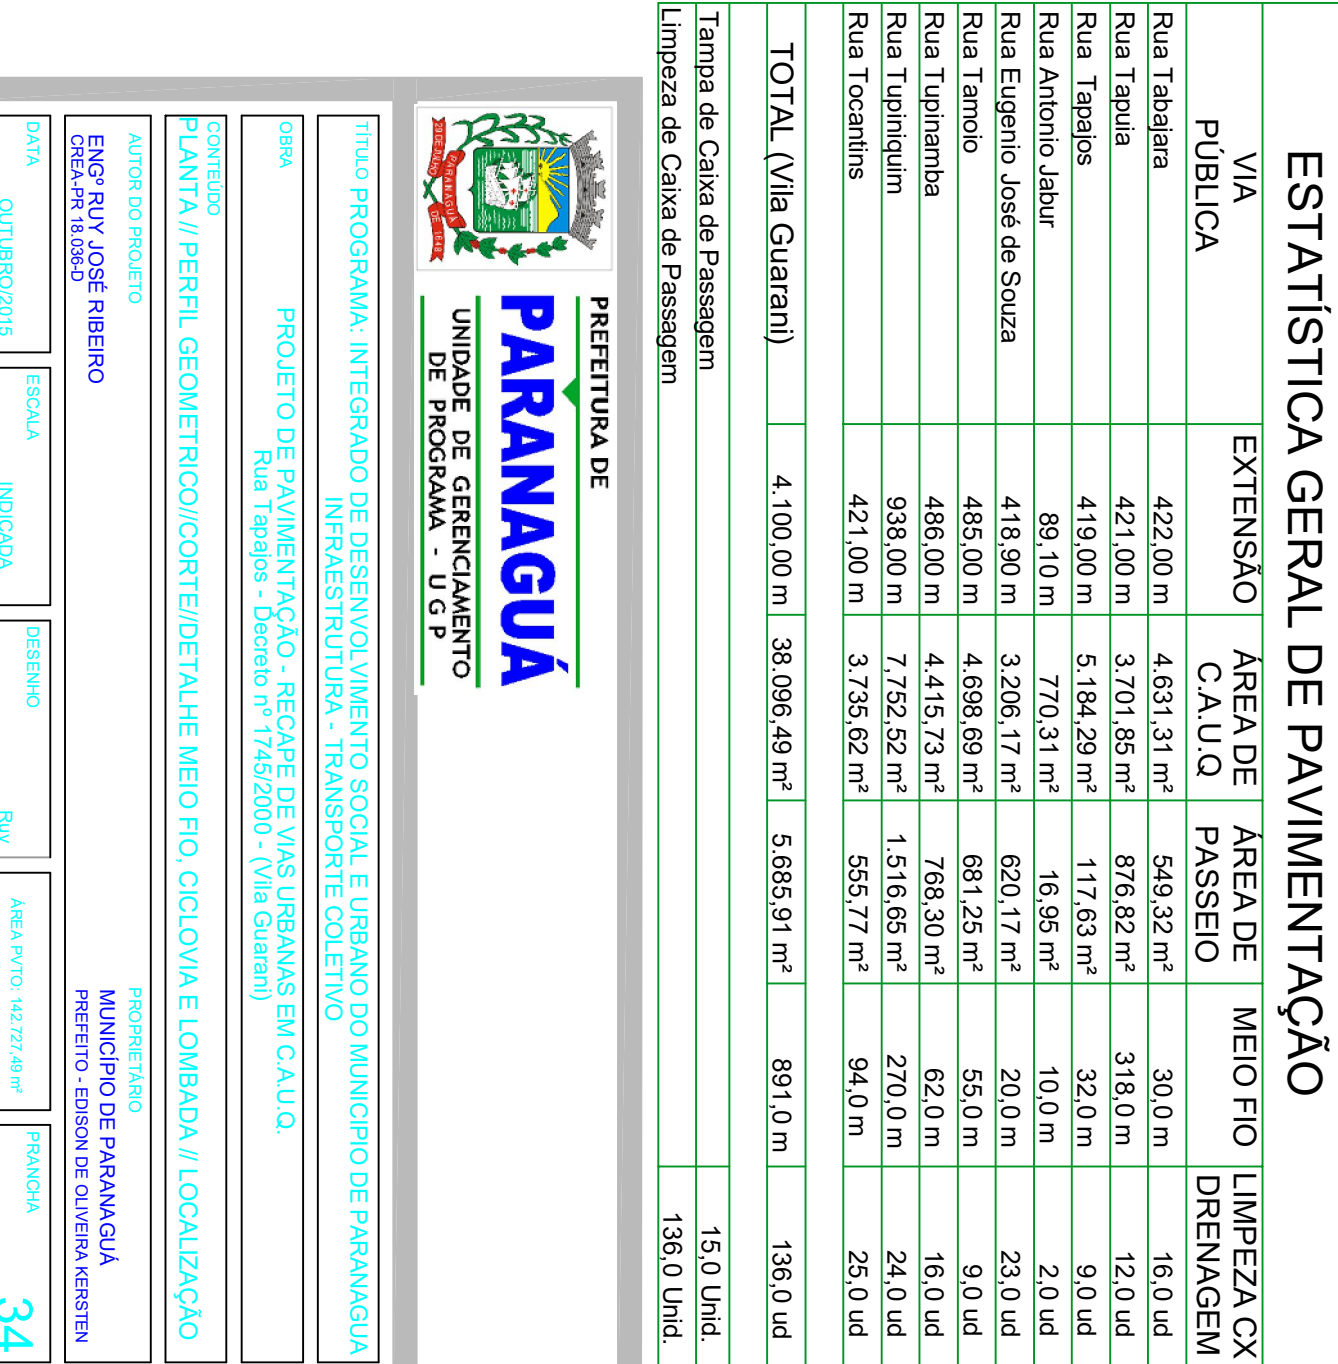 ESTATÍSTICA GERAL DE PAVIMENTAÇÃO
VIA PÚBLICA EXTENSÃO ÁREA DE C.A.U.Q ÁREA DE PASSEIO MEIO FIO LIMPEZA CX DRENAGEM
Rua Tabajara 422,00 m 4.631,31 m² 549,32 m² 30,0 m 16,0 ud
Rua Tapuia 421,00 m 3.701,85 m² 876,82 m² 318,0 m 12,0 ud
Rua Tapajos 419,00 m 5.184,29 m² 117,63 m² 32,0 m 9,0 ud
Rua Antonio Jabur 89,10 m 770,31 m² 16,95 m² 10,0 m 2,0 ud
Rua Eugenio José de Souza 418,90 m 3.206,17 m² 620,17 m² 20,0 m 23,0 ud
Rua Tamoio 485,00 m 4.698,69 m² 681,25 m² 55,0 m 9,0 ud
Rua Tupinamba 486,00 m 4.415,73 m² 768,30 m² 62,0 m 16,0 ud
Rua Tupiniquim 938,00 m 7,752,52 m² 1.516,65 m² 270,0 m 24,0 ud
Rua Tocantins 421,00 m 3.735,62 m² 555,77 m² 94,0 m 25,0 ud
TOTAL (Vila Guarani) 4.100,00 m 38.096,49 m² 5.685,91 m² 891,0 m 136,0 ud
Tampa de Caixa de Passagem 15,0 Unid.
Limpeza de Caixa de Passagem 136,0 Unid.
29 DE JULHO PARANAGUÁ DE 1648
PREFEITURA DE
PARANAGUÁ
UNIDADE DE GERENCIAMENTO
DE PROGRAMA - U G P
TÍTULO PROGRAMA: INTEGRADO DE DESENVOLVIMENTO SOCIAL E URBANO DO MUNICIPIO DE PARANAGUA
INFRAESTRUTURA - TRANSPORTE COLETIVO
OBRA
PROJETO DE PAVIMENTAÇÃO - RECAPE DE VIAS URBANAS EM C.A.U.Q.
Rua Tapajos - Decreto nº 1745/2000 - (Vila Guarani)
CONTEÚDO
PLANTA // PERFIL GEOMETRICO//CORTE//DETALHE MEIO FIO, CICLOVIA E LOMBADA // LOCALIZAÇÃO
AUTOR DO PROJETO
ENGº RUY JOSÉ RIBEIRO
CREA-PR 18.036-D
PROPRIETÁRIO
MUNICÍPIO DE PARANAGUÁ
PREFEITO - EDISON DE OLIVEIRA KERSTEN
DATA
OUTUBRO/2015
ESCALA
INDICADA
DESENHO
Ruy
ÁREA PVTO: 142.727,49 m²
PRANCHA
34